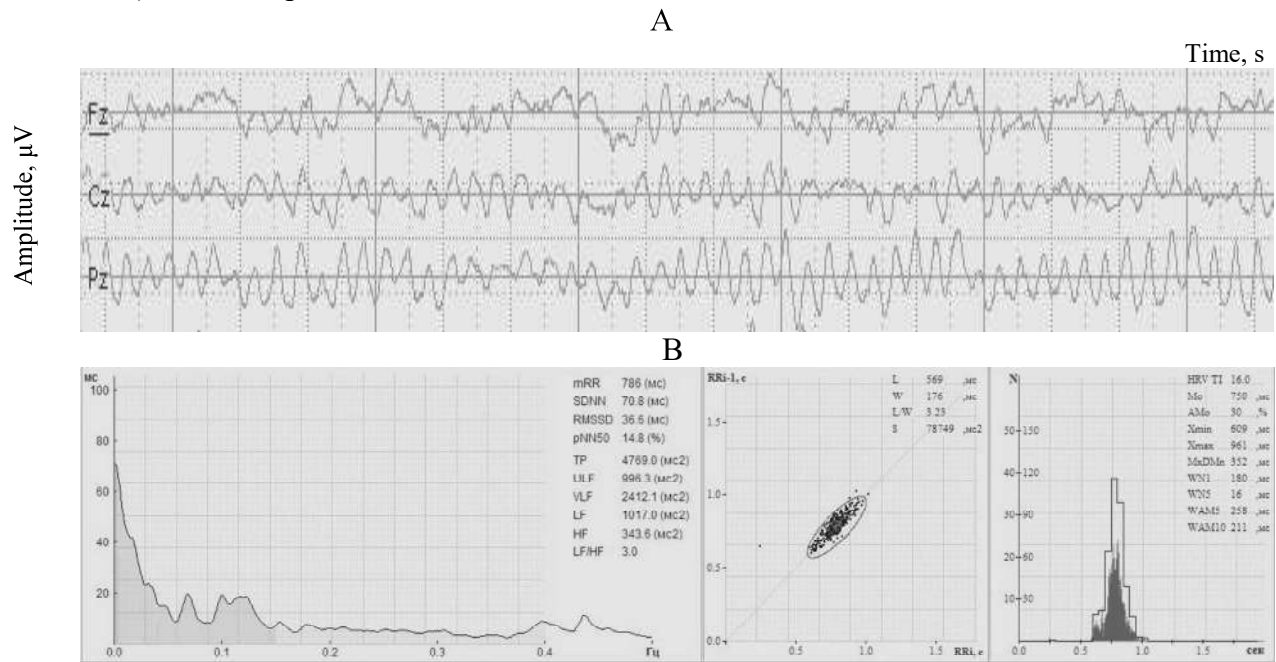 A
Time, s
Amplitude, µV
Fz
Cz
Pz
B
мс
100
80
60
40
20
0.0 0.1 0.2 0.3 0.4 Гц
mRR 786 (мс)
SDNN 70.8 (мс)
RMSSD 36.6 (мс)
pNN50 14.8 (%)
TP 4769.0 (мс2)
ULF 996.3 (мс2)
VLF 2412.1 (мс2)
LF 1017.0 (мс2)
HF 343.6 (мс2)
LF/HF 3.0
RRi-1, c
L 569 ,мс
W 176 ,мс
L/W 3.23
S 78749 ,мс2
1.5
1.0
0.5
0.0
0.5 1.0 1.5 RRi, c
N
HRV TI 16.0
Mo 750 ,мс
AMo 30 ,%
Xmin 609 ,мс
Xmax 961 ,мс
MxDMn 352 ,мс
WN1 180 ,мс
WN5 16 ,мс
WAM5 258 ,мс
WAM10 211 ,мс
50 150
40 120
30 90
20 60
10 30
0.0 0.5 1.0 1.5 сек